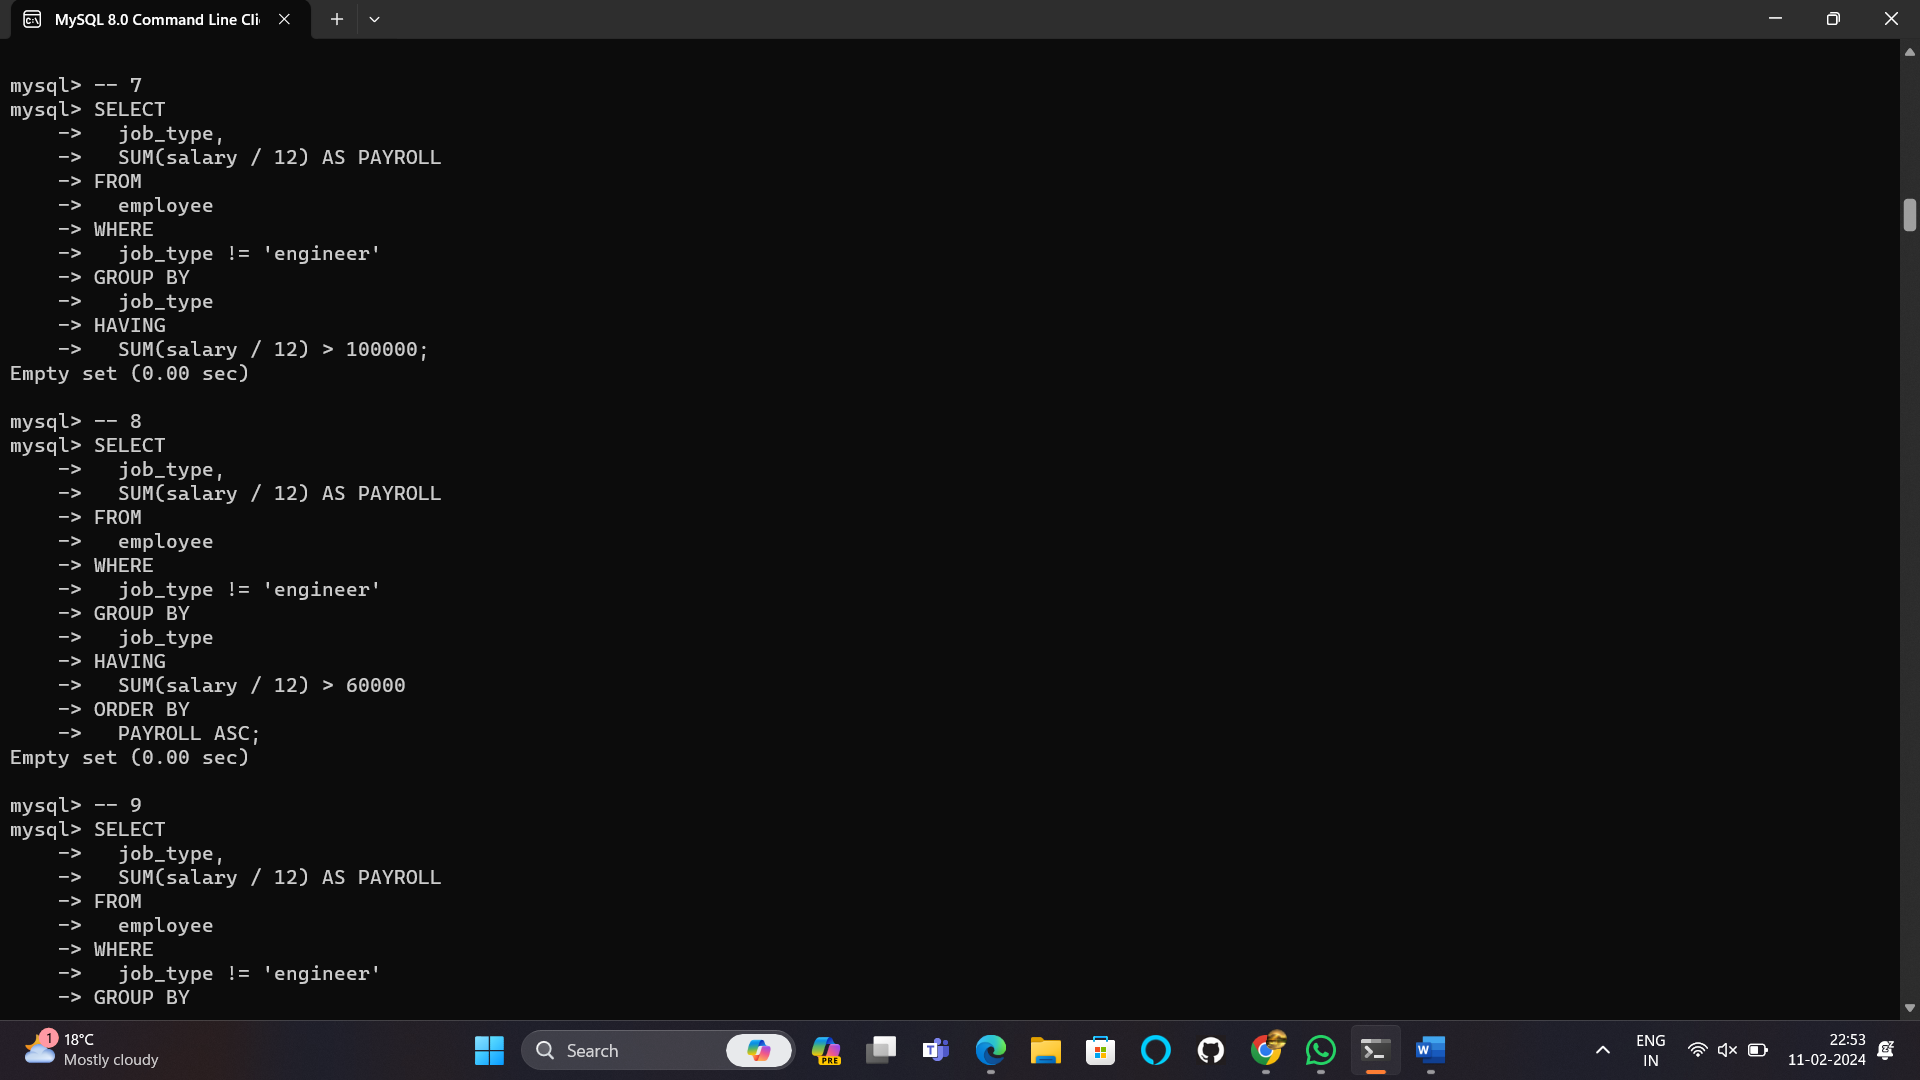 MySQL 8.0 Command Line Cli
mysql> -- 7
mysql> SELECT
    ->   job_type,
    ->   SUM(salary / 12) AS PAYROLL
    -> FROM
    ->   employee
    -> WHERE
    ->   job_type != 'engineer'
    -> GROUP BY
    ->   job_type
    -> HAVING
    ->   SUM(salary / 12) > 100000;
Empty set (0.00 sec)
mysql> -- 8
mysql> SELECT
    ->   job_type,
    ->   SUM(salary / 12) AS PAYROLL
    -> FROM
    ->   employee
    -> WHERE
    ->   job_type != 'engineer'
    -> GROUP BY
    ->   job_type
    -> HAVING
    ->   SUM(salary / 12) > 60000
    -> ORDER BY
    ->   PAYROLL ASC;
Empty set (0.00 sec)
mysql> -- 9
mysql> SELECT
    ->   job_type,
    ->   SUM(salary / 12) AS PAYROLL
    -> FROM
    ->   employee
    -> WHERE
    ->   job_type != 'engineer'
    -> GROUP BY
1
18°C
Mostly cloudy
Search
PRE
ENG
IN
22:53
11-02-2024